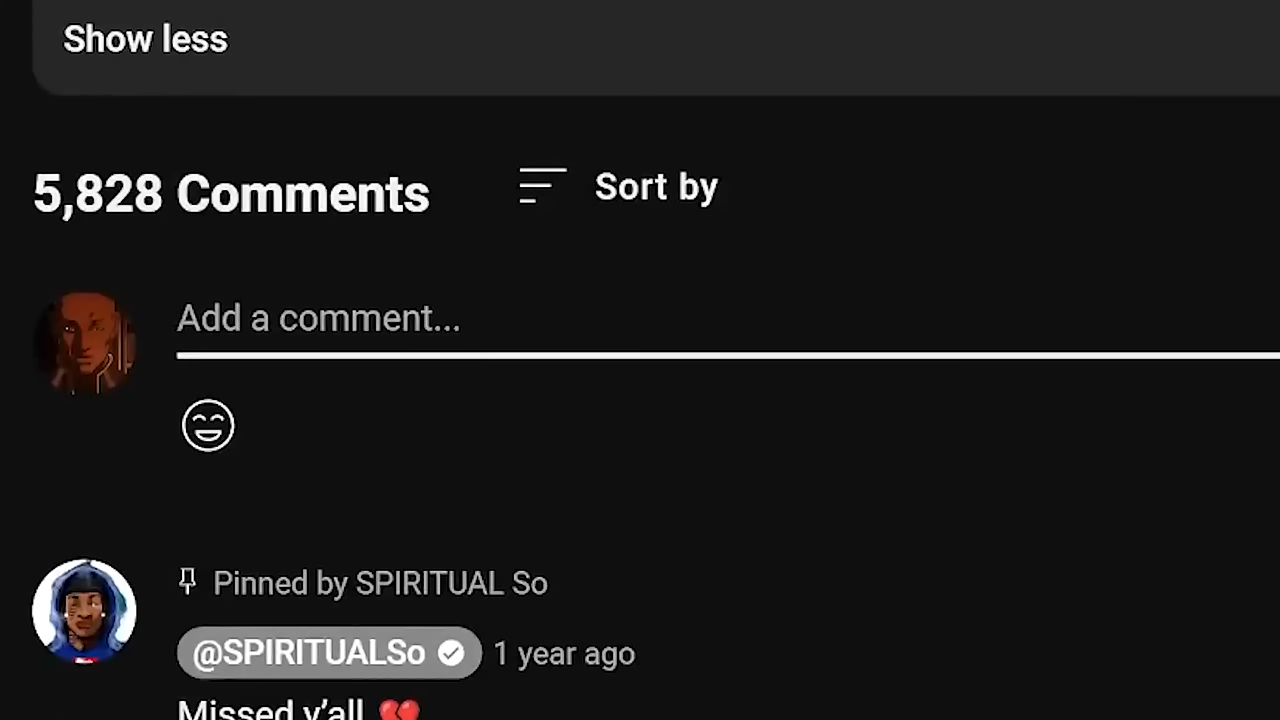 Show less
5,828 Comments
Sort by
Add a comment...
Pinned by SPIRITUAL So
@SPIRITUALSo 1 year ago
Missed y'all 💔